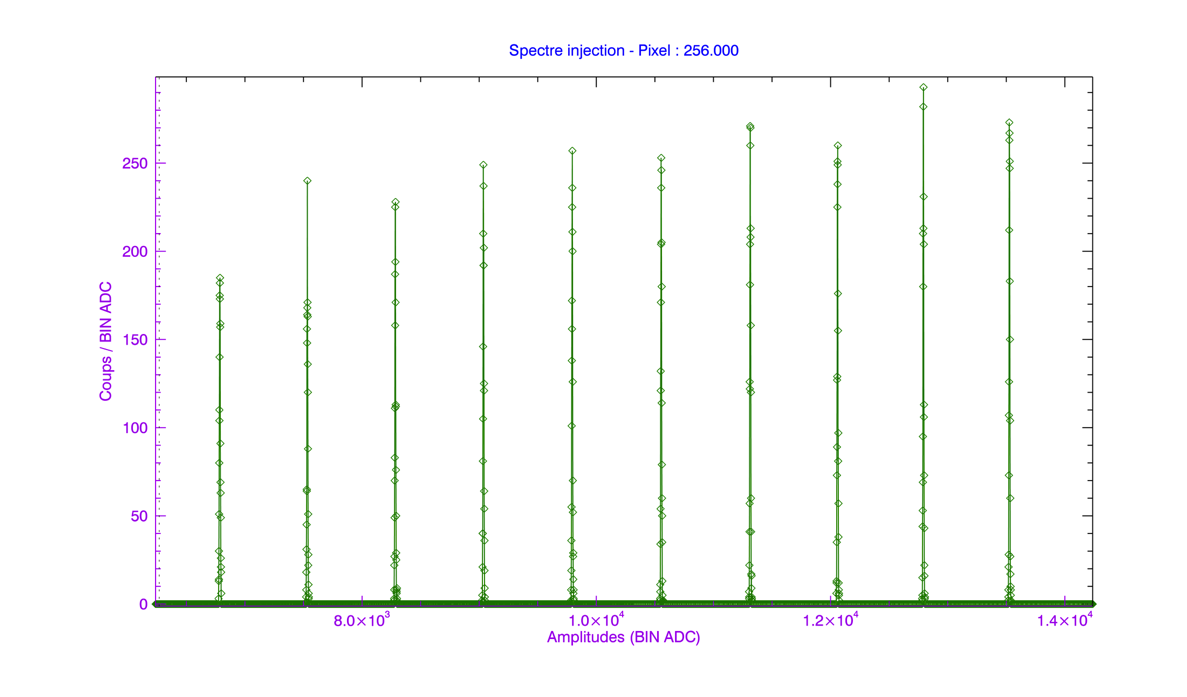 Spectre injection - Pixel : 256.000
250
200
150
100
50
0
Coups / BIN ADC
8.0×10³ 1.0×10⁴ 1.2×10⁴ 1.4×10⁴
Amplitudes (BIN ADC)